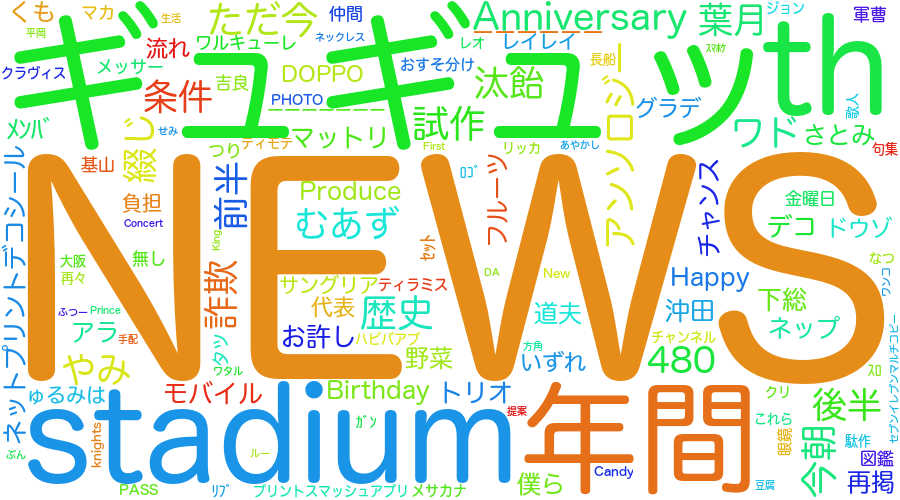 くも
マカ
ただ今
仲間
Anniversary
葉月
ジョン
軍曹
平岡
生活
ギュギュッ
th
流れ
ワルキューレ
ネックレス
レオ
レイレイ
クラヴィス
メッサー
吉良
DOPPO
おすそ分け
汰飴
長船
ｽﾏﾎｹ
条件
PHOTO
グラデ
敬人
ﾒﾝﾊﾞ
綴じ
せみ
ティモテ
マットリ
試作
First
リッカ
あやかし
アンソロジー
ワド
さとみ
句集
基山
つり
NEWS
ネットプリントデコシール
負担
前半
Concert
Produce
むあず
ﾛｺﾞ
フルーツ
チャンス
金曜日
デコ
ドウゾ
King
ｾｯﾄ
大阪
無し
再々
詐欺
サングリア
ティラミス
DA
New
Happy
なつ
ワンコ
ふつー
Prince
代表
歴史
道夫
沖田
下総
アラ
手配
ワタッ
お許し
ハピバアプ
チャンネル
ネップ
やみ
ワタル
野菜
方角
いずれ
480
ｽﾛ
セブンイレブンマルチコピー
ゅるみは
モバイル
Birthday
トリオ
クリ
stadium
年間
提案
これら
後半
knights
ｶﾞﾝ
眼鏡
今朝
駄作
ぶん
ルー
Candy
図鑑
PASS
ﾘﾌﾟ
プリントスマッシュアプリ
メサカナ
僕ら
豆腐
再掲